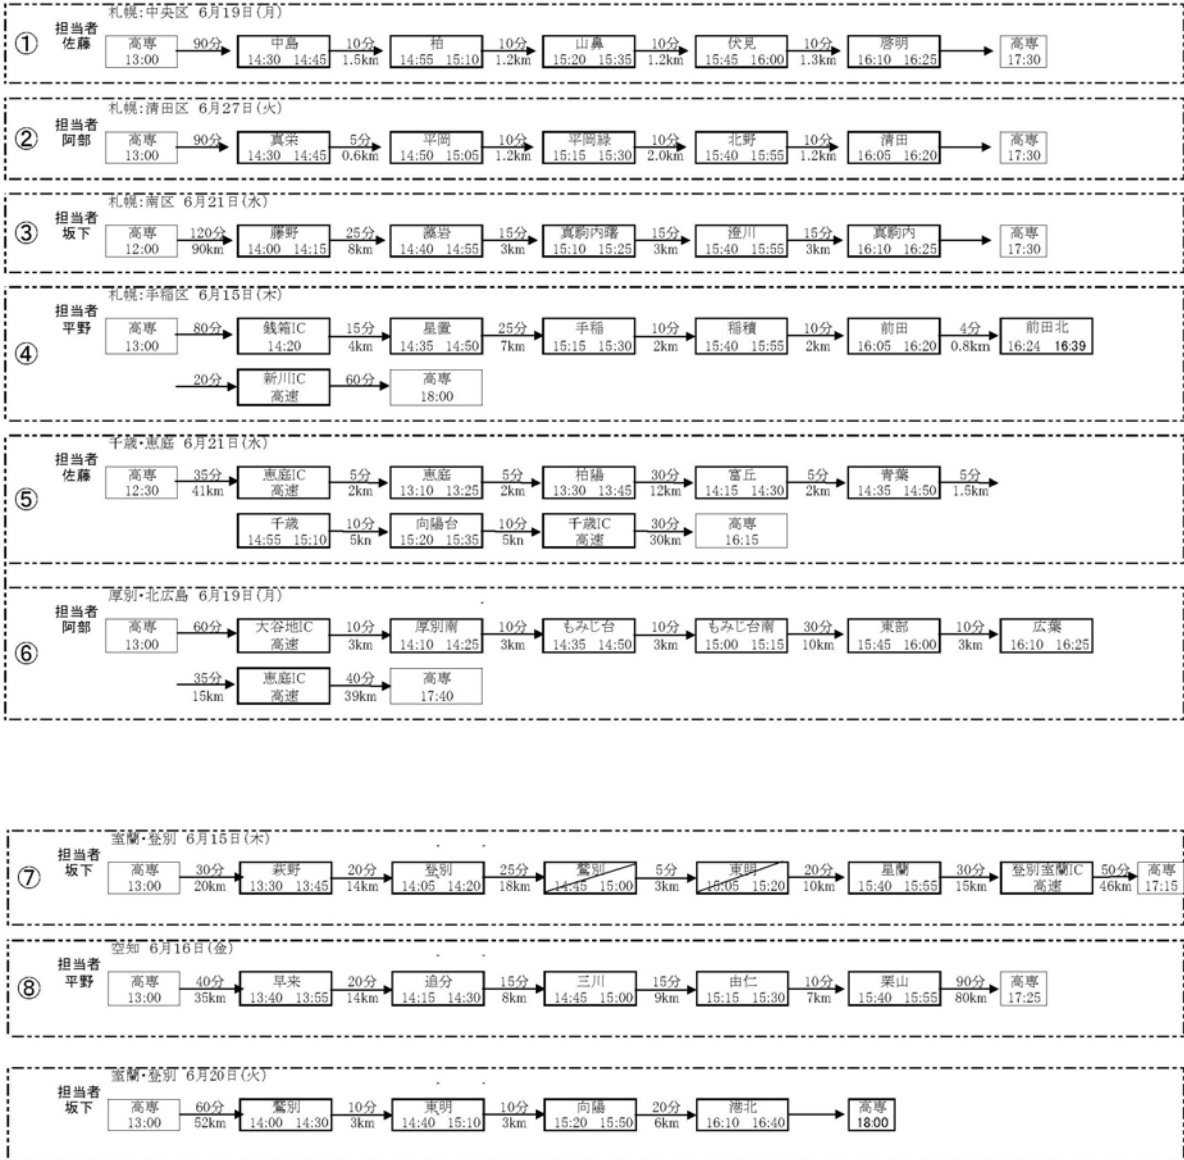 札幌:中央区 6月19日(月)
① 担当者 佐藤
高専 90分 中島 10分 柏 10分 山鼻 10分 伏見 10分 啓明 高専
13:00 14:30 14:45 1.5km 14:55 15:10 1.2km 15:20 15:35 1.2km 15:45 16:00 1.3km 16:10 16:25 17:30
札幌:清田区 6月27日(火)
② 担当者 阿部
高専 90分 真栄 5分 平岡 10分 平岡緑 10分 北野 10分 清田 高専
13:00 14:30 14:45 0.6km 14:50 15:05 1.2km 15:15 15:30 2.0km 15:40 15:55 1.2km 16:05 16:20 17:30
札幌:南区 6月21日(水)
③ 担当者 坂下
高専 120分 藤野 25分 藻岩 15分 真駒内曙 15分 澄川 15分 真駒内 高専
12:00 90km 14:00 14:15 8km 14:40 14:55 3km 15:10 15:25 3km 15:40 15:55 3km 16:10 16:25 17:30
札幌:手稲区 6月15日(木)
④ 担当者 平野
高専 80分 銭箱IC 15分 星置 25分 手稲 10分 稲積 10分 前田 4分 前田北
13:00 14:20 4km 14:35 14:50 7km 15:15 15:30 2km 15:40 15:55 2km 16:05 16:20 0.8km 16:24 16:39
20分 新川IC 60分 高専
高速 18:00
千歳・恵庭 6月21日(水)
⑤ 担当者 佐藤
高専 35分 恵庭IC 5分 恵庭 5分 柏陽 30分 富丘 5分 青葉 5分
12:30 41km 高速 2km 13:10 13:25 2km 13:30 13:45 12km 14:15 14:30 2km 14:35 14:50 1.5km
千歳 10分 向陽台 10分 千歳IC 30分 高専
14:55 15:10 5kn 15:20 15:35 5kn 高速 30km 16:15
厚別・北広島 6月19日(月)
⑥ 担当者 阿部
高専 60分 大谷地IC 10分 厚別南 10分 もみじ台 10分 もみじ台南 30分 東部 10分 広葉
13:00 高速 3km 14:10 14:25 3km 14:35 14:50 3km 15:00 15:15 10km 15:45 16:00 3km 16:10 16:25
35分 恵庭IC 40分 高専
15km 高速 39km 17:40
室蘭・登別 6月15日(木)
⑦ 担当者 坂下
高専 30分 萩野 20分 登別 25分 鷲別 5分 東明 20分 星蘭 30分 登別室蘭IC 50分 高専
13:00 20km 13:30 13:45 14km 14:05 14:20 18km 14:45 15:00 3km 15:05 15:20 10km 15:40 15:55 15km 高速 46km 17:15
空知 6月16日(金)
⑧ 担当者 平野
高専 40分 早来 20分 追分 15分 三川 15分 由仁 10分 栗山 90分 高専
13:00 35km 13:40 13:55 14km 14:15 14:30 8km 14:45 15:00 9km 15:15 15:30 7km 15:40 15:55 80km 17:25
室蘭・登別 6月20日(火)
担当者 坂下
高専 60分 鷲別 10分 東明 10分 向陽 20分 港北 高専
13:00 52km 14:00 14:30 3km 14:40 15:10 3km 15:20 15:50 6km 16:10 16:40 18:00